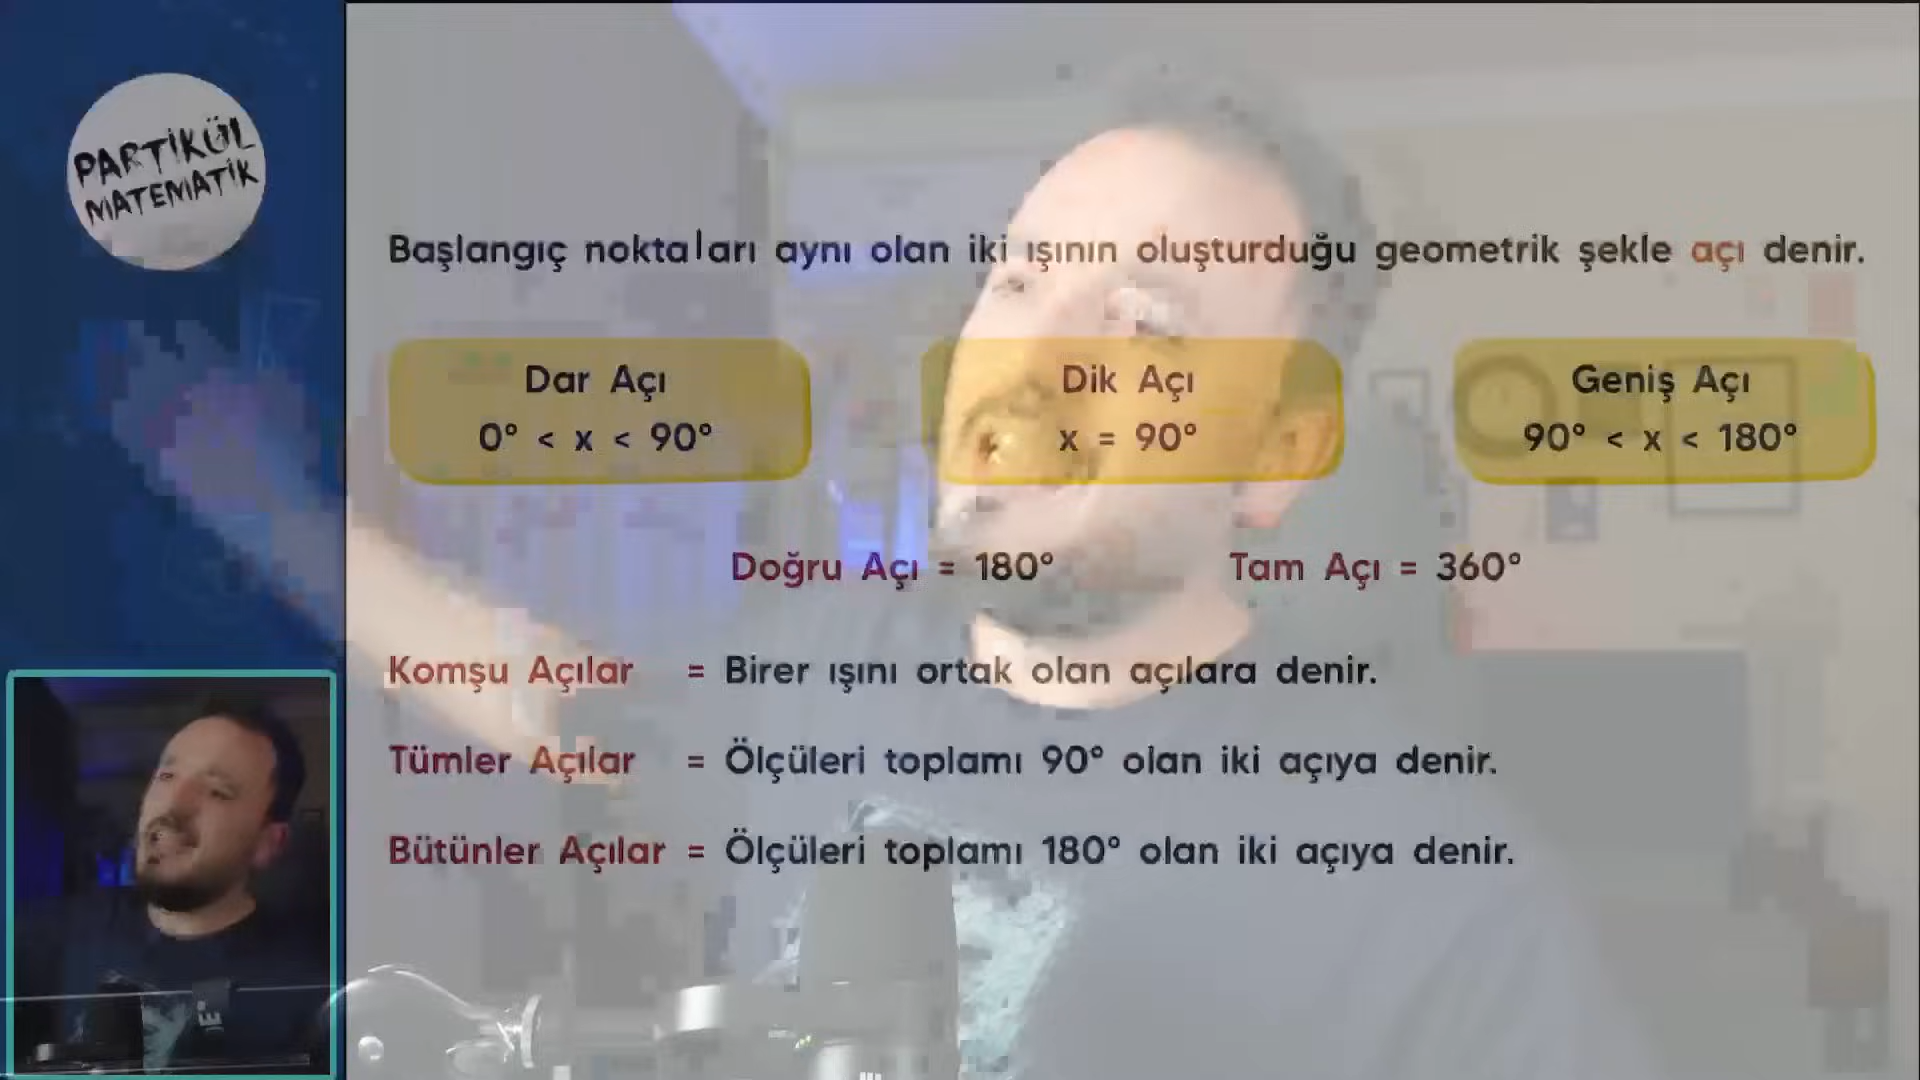 PARTİKÜL
MATEMATİK
Başlangıç noktaları aynı olan iki ışının oluşturduğu geometrik şekle açı denir.
Dar Açı
0° < x < 90°
Dik Açı
x = 90°
Geniş Açı
90° < x < 180°
Doğru Açı = 180°
Tam Açı = 360°
Komşu Açılar = Birer ışını ortak olan açılara denir.
Tümler Açılar = Ölçüleri toplamı 90° olan iki açıya denir.
Bütünler Açılar = Ölçüleri toplamı 180° olan iki açıya denir.